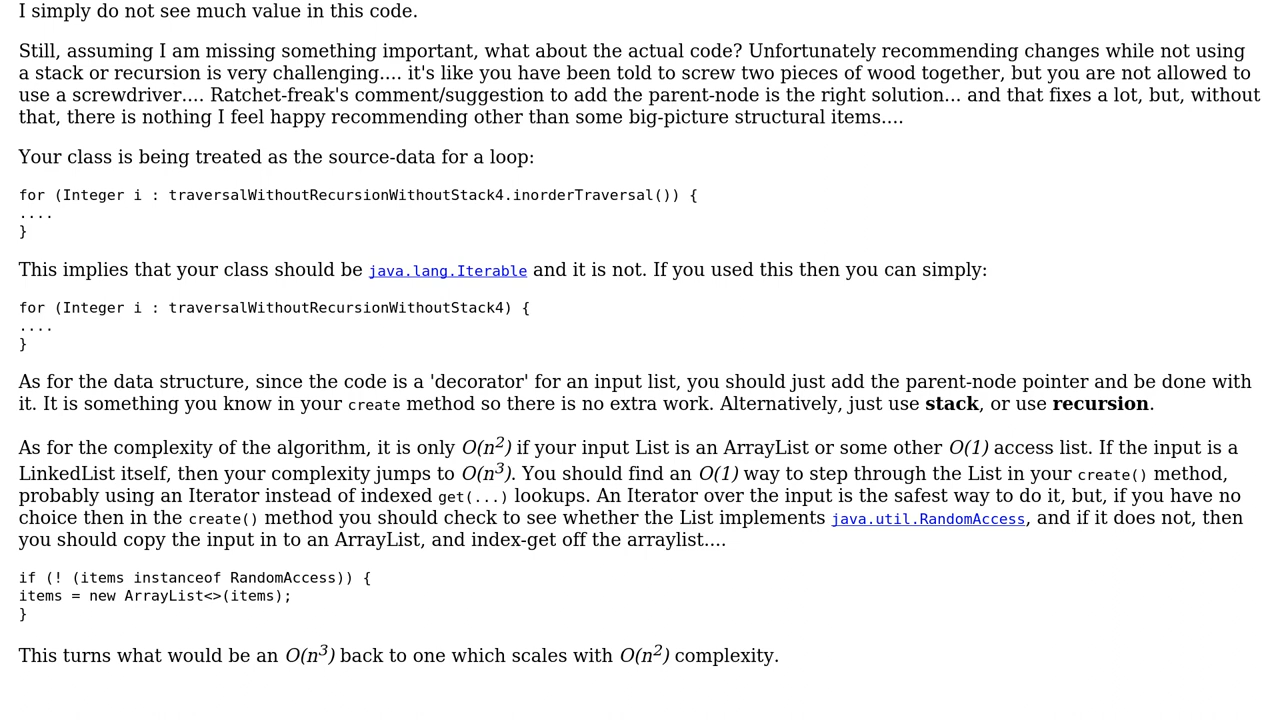 I simply do not see much value in this code.
Still, assuming I am missing something important, what about the actual code? Unfortunately recommending changes while not using
a stack or recursion is very challenging.... it's like you have been told to screw two pieces of wood together, but you are not allowed to
use a screwdriver.... Ratchet-freak's comment/suggestion to add the parent-node is the right solution... and that fixes a lot, but, without
that, there is nothing I feel happy recommending other than some big-picture structural items....
Your class is being treated as the source-data for a loop:
for (Integer i : traversalWithoutRecursionWithoutStack4.inorderTraversal()) {
....
}
This implies that your class should be java.lang.Iterable and it is not. If you used this then you can simply:
for (Integer i : traversalWithoutRecursionWithoutStack4) {
....
}
As for the data structure, since the code is a 'decorator' for an input list, you should just add the parent-node pointer and be done with
it. It is something you know in your create method so there is no extra work. Alternatively, just use stack, or use recursion.
As for the complexity of the algorithm, it is only O(n²) if your input List is an ArrayList or some other O(1) access list. If the input is a
LinkedList itself, then your complexity jumps to O(n³). You should find an O(1) way to step through the List in your create() method,
probably using an Iterator instead of indexed get(...) lookups. An Iterator over the input is the safest way to do it, but, if you have no
choice then in the create() method you should check to see whether the List implements java.util.RandomAccess, and if it does not, then
you should copy the input in to an ArrayList, and index-get off the arraylist....
if (! (items instanceof RandomAccess)) {
items = new ArrayList<>(items);
}
This turns what would be an O(n³) back to one which scales with O(n²) complexity.